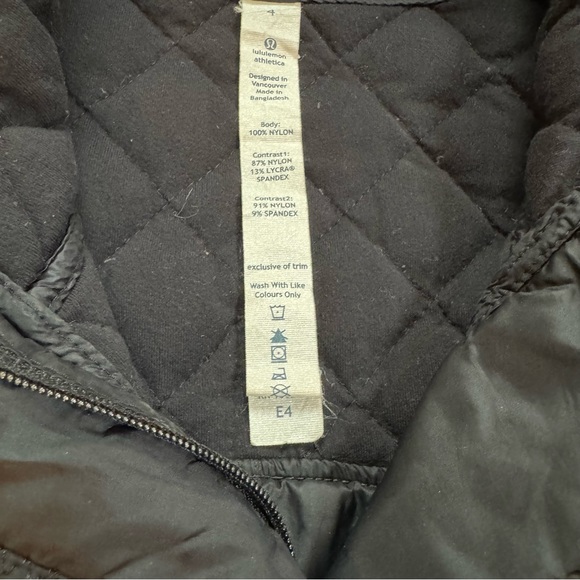 4
lululemon
athletica
Designed in
Vancouver
Made in
Bangladesh
Body:
100% NYLON
Contrast1:
87% NYLON
13% LYCRA®
SPANDEX
Contrast2:
91% NYLON
9% SPANDEX
exclusive of trim
Wash With Like
Colours Only
E4